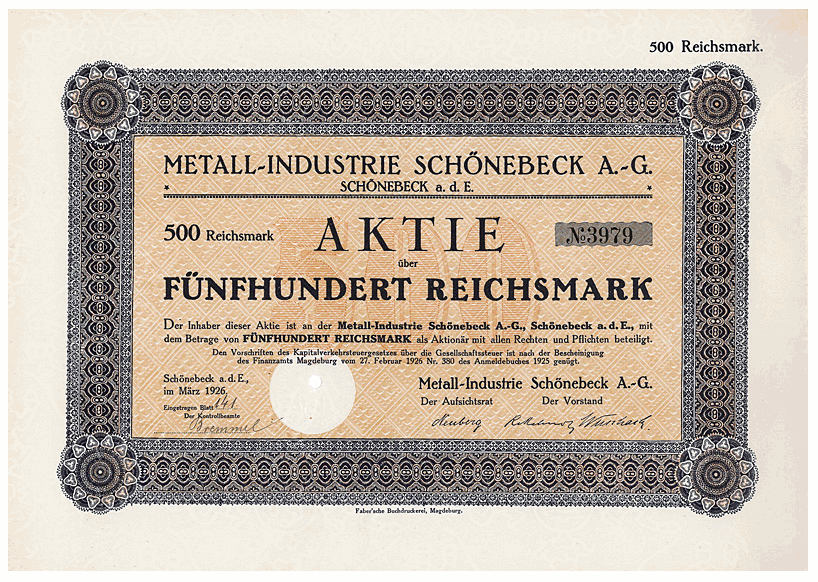 500 Reichsmark.
METALL-INDUSTRIE SCHÖNEBECK A.-G.
SCHÖNEBECK a. d. E.
500 Reichsmark AKTIE №3979
über
FÜNFHUNDERT REICHSMARK
Der Inhaber dieser Aktie ist an der Metall-Industrie Schönebeck A.-G., Schönebeck a. d. E., mit
dem Betrage von FÜNFHUNDERT REICHSMARK als Aktionär mit allen Rechten und Pflichten beteiligt.
Den Vorschriften des Kapitalverkehrsteuergesetzes über die Gesellschaftssteuer ist nach der Bescheinigung
des Finanzamts Magdeburg vom 27. Februar 1926 Nr. 380 des Anmeldebuches 1925 genügt.
Schönebeck a. d. E.,
im März 1926.
Eingetragen Blatt 141
Der Kontrollbeamte
Metall-Industrie Schönebeck A.-G.
Der Aufsichtsrat Der Vorstand
Faber'sche Buchdruckerei, Magdeburg.